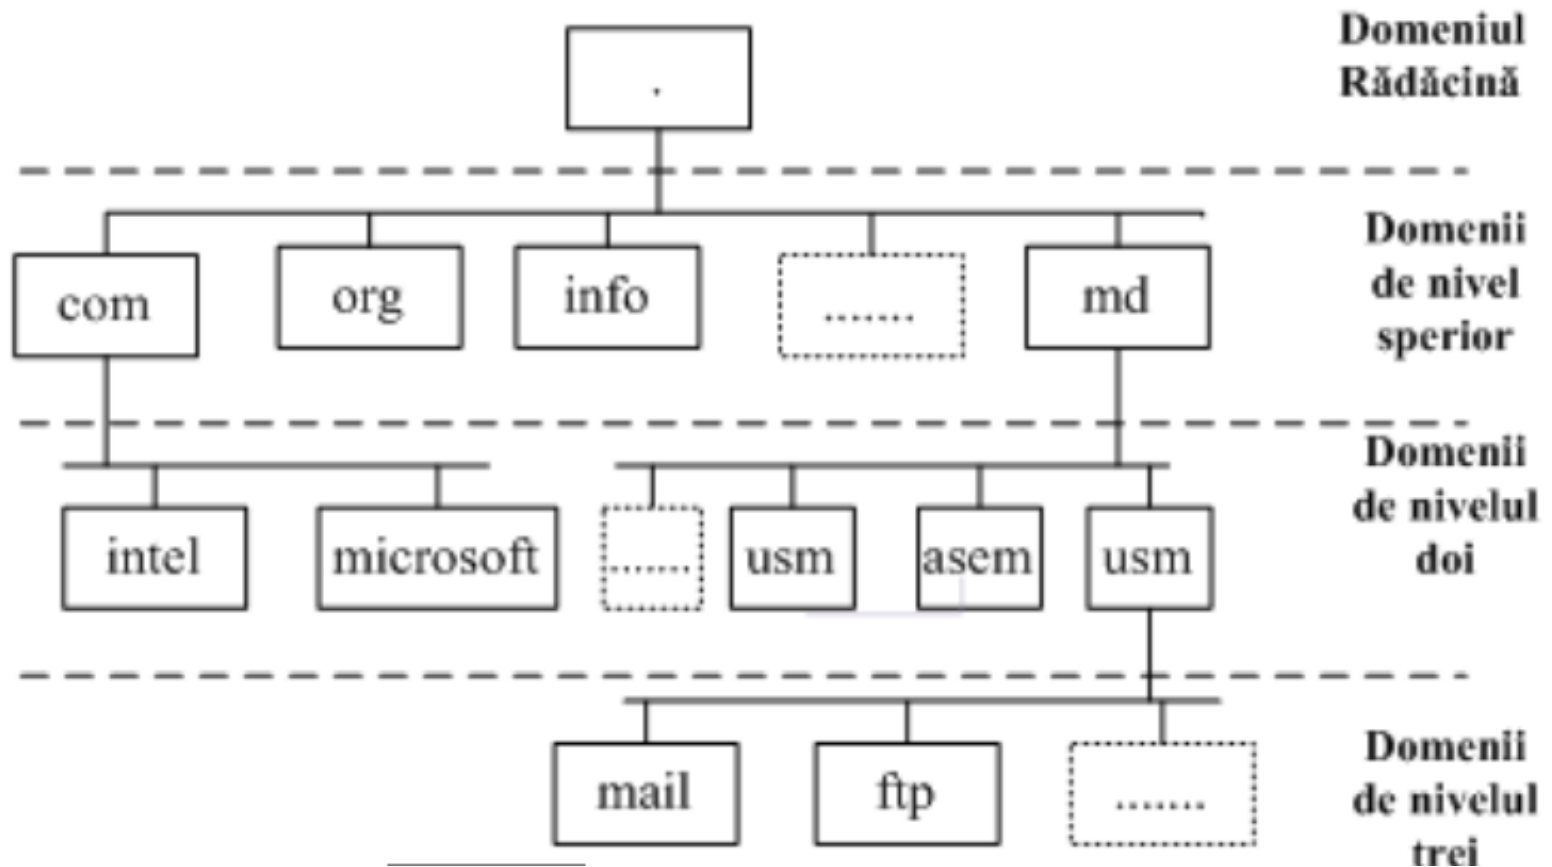 .
Domeniul
Rădăcină
com
org
info
.......
md
Domenii
de nivel
sperior
intel
microsoft
......
usm
asem
usm
Domenii
de nivelul
doi
mail
ftp
.......
Domenii
de nivelul
trei